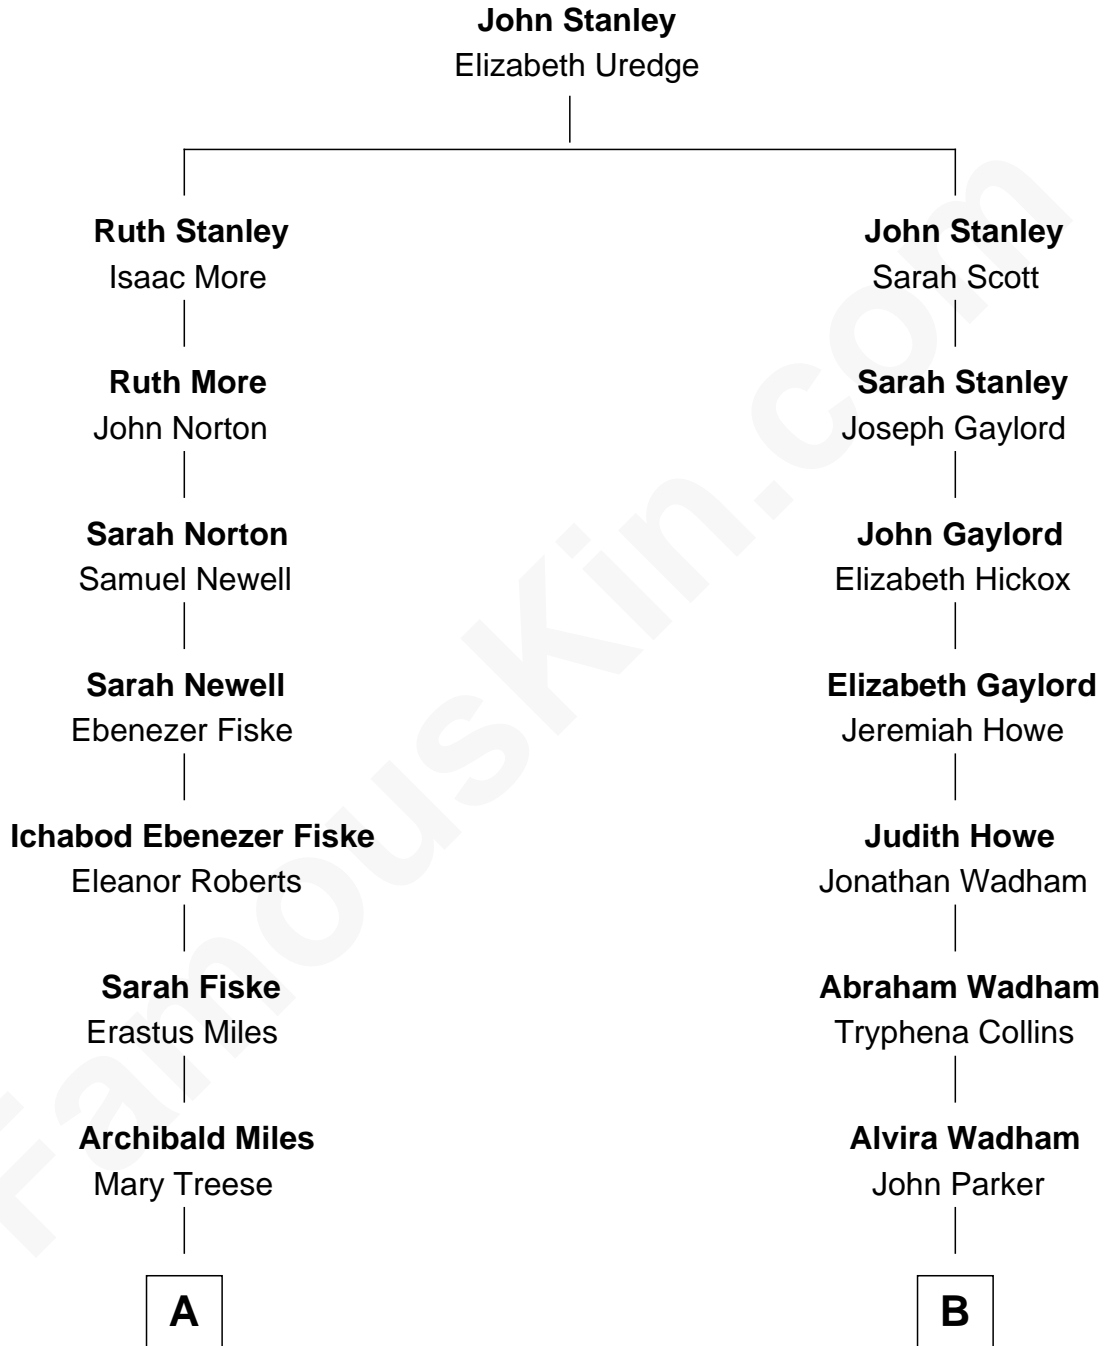 John Stanley
Elizabeth Uredge
Ruth Stanley
Isaac More
John Stanley
Sarah Scott
Ruth More
John Norton
Sarah Stanley
Joseph Gaylord
Sarah Norton
Samuel Newell
John Gaylord
Elizabeth Hickox
Sarah Newell
Ebenezer Fiske
Elizabeth Gaylord
Jeremiah Howe
Ichabod Ebenezer Fiske
Eleanor Roberts
Judith Howe
Jonathan Wadham
Sarah Fiske
Erastus Miles
Abraham Wadham
Tryphena Collins
Archibald Miles
Mary Treese
Alvira Wadham
John Parker
A
B
FamousKin.com